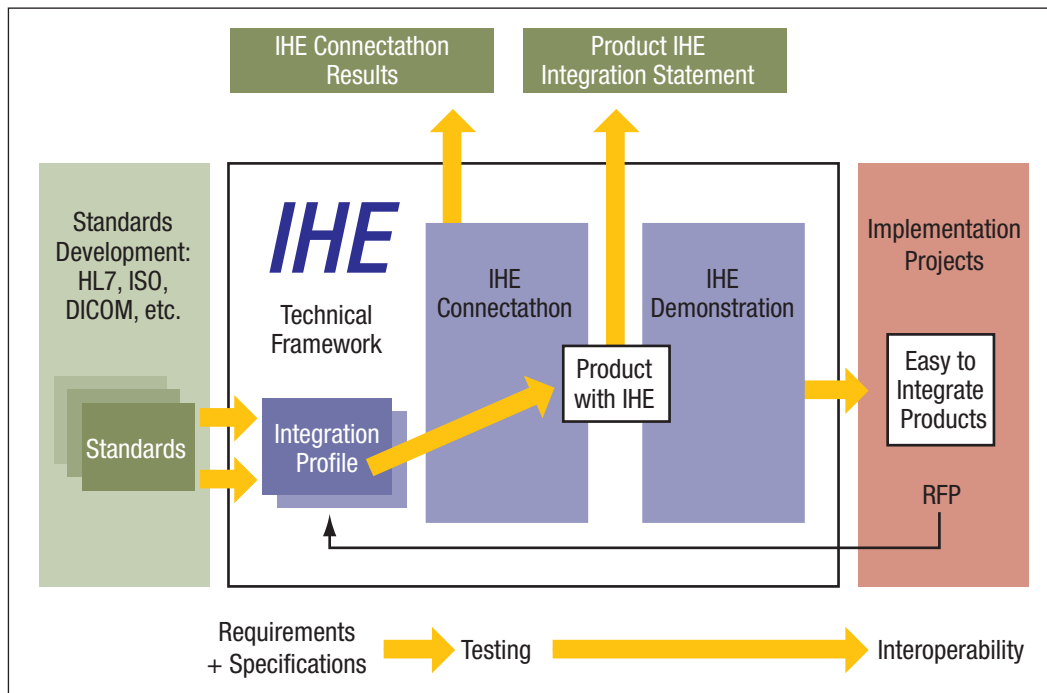 IHE Connectathon
Results
Product IHE
Integration Statement
Standards
Development:
HL7, ISO,
DICOM, etc.
Standards
IHE
Technical
Framework
Integration
Profile
IHE
Connectathon
Product
with IHE
IHE
Demonstration
Implementation
Projects
Easy to
Integrate
Products
RFP
Requirements
+ Specifications
Testing
Interoperability